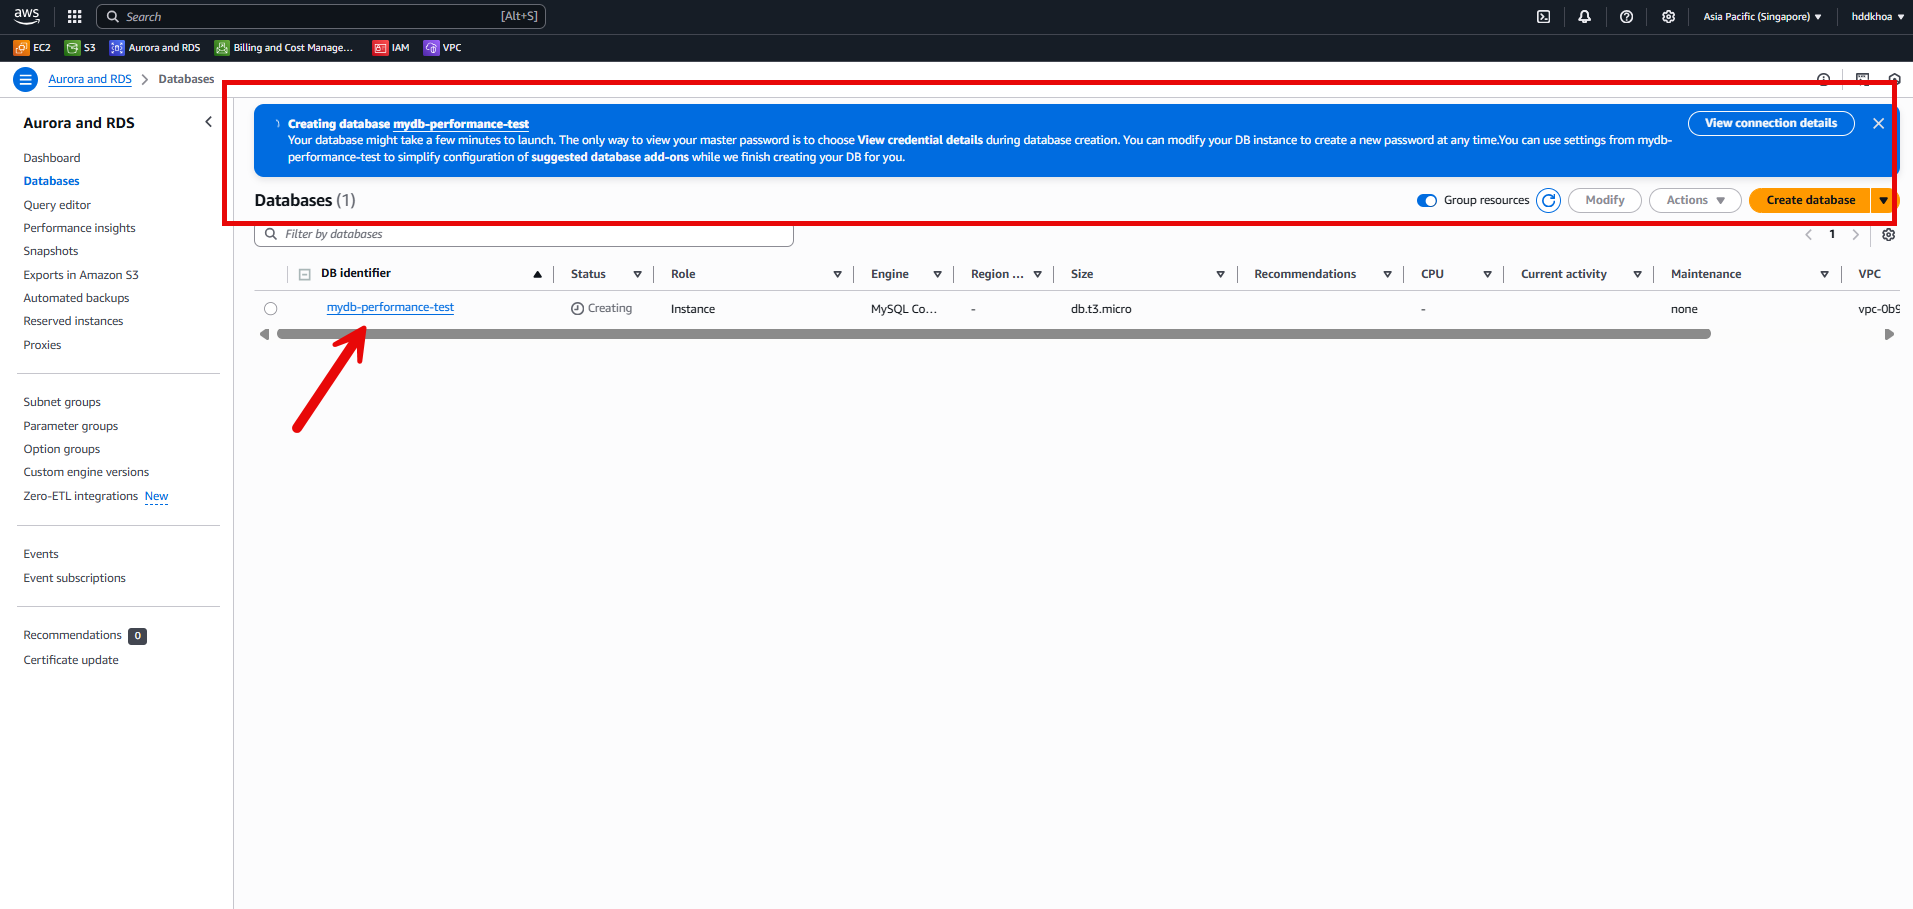 aws
Search [Alt+S] Asia Pacific (Singapore) hddkhoa
EC2 S3 Aurora and RDS Billing and Cost Manage... IAM VPC
Aurora and RDS Databases
Aurora and RDS
Dashboard
Databases
Query editor
Performance insights
Snapshots
Exports in Amazon S3
Automated backups
Reserved instances
Proxies
Subnet groups
Parameter groups
Option groups
Custom engine versions
Zero-ETL integrations New
Events
Event subscriptions
Recommendations 0
Certificate update
Creating database mydb-performance-test
View connection details
Your database might take a few minutes to launch. The only way to view your master password is to choose View credential details during database creation. You can modify your DB instance to create a new password at any time.You can use settings from mydb-
performance-test to simplify configuration of suggested database add-ons while we finish creating your DB for you.
Databases (1) Group resources Modify Actions Create database
Filter by databases 1
DB identifier Status Role Engine Region ... Size Recommendations CPU Current activity Maintenance VPC
mydb-performance-test Creating Instance MySQL Co... - db.t3.micro - none vpc-0b9